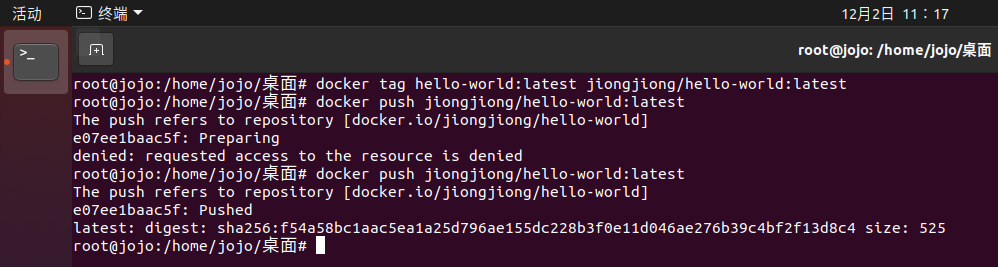 活动 终端 12月2日 11：17
>_ root@jojo: /home/jojo/桌面
root@jojo:/home/jojo/桌面# docker tag hello-world:latest jiongjiong/hello-world:latest
root@jojo:/home/jojo/桌面# docker push jiongjiong/hello-world:latest
The push refers to repository [docker.io/jiongjiong/hello-world]
e07ee1baac5f: Preparing
denied: requested access to the resource is denied
root@jojo:/home/jojo/桌面# docker push jiongjiong/hello-world:latest
The push refers to repository [docker.io/jiongjiong/hello-world]
e07ee1baac5f: Pushed
latest: digest: sha256:f54a58bc1aac5ea1a25d796ae155dc228b3f0e11d046ae276b39c4bf2f13d8c4 size: 525
root@jojo:/home/jojo/桌面#